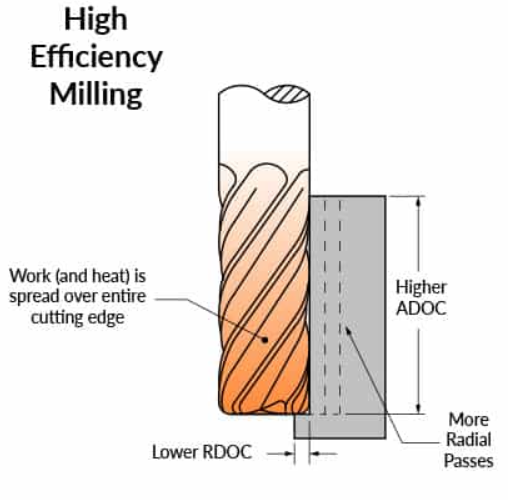 High
Efficiency
Milling
Work (and heat) is
spread over entire
cutting edge
Higher
ADOC
More
Radial
Passes
Lower RDOC